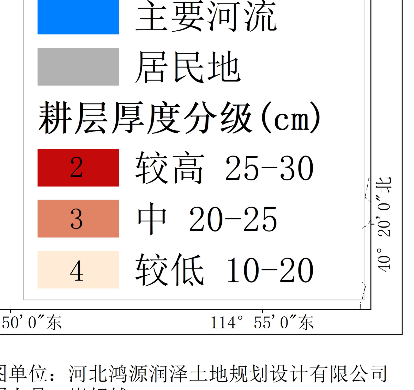 主要河流
居民地
耕层厚度分级(cm)
2 较高 25-30
3 中 20-25
4 较低 10-20
40° 20'0"北
50'0"东 114° 55'0"东
图单位：河北鸿源润泽土地规划设计有限公司